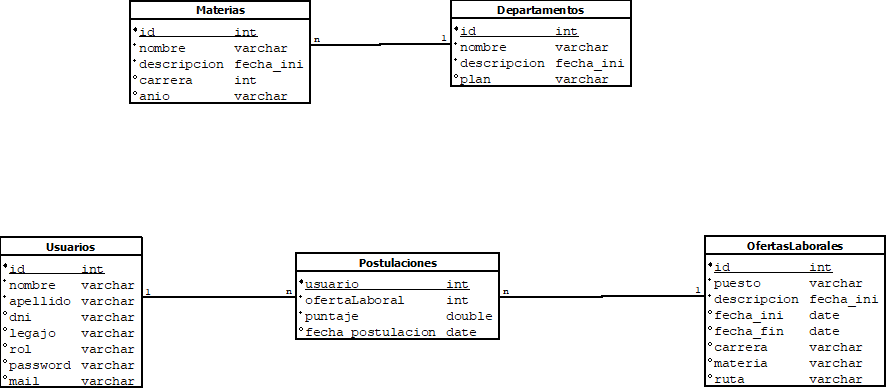 Materias
id int
nombre varchar
descripcion fecha_ini
carrera int
anio varchar
n 1
Departamentos
id int
nombre varchar
descripcion fecha_ini
plan varchar
Usuarios
id int
nombre varchar
apellido varchar
dni varchar
legajo varchar
rol varchar
password varchar
mail varchar
1 n
Postulaciones
usuario int
ofertaLaboral int
puntaje double
fecha_postulacion date
n 1
OfertasLaborales
id int
puesto varchar
descripcion fecha_ini
fecha_ini date
fecha_fin date
carrera varchar
materia varchar
ruta varchar